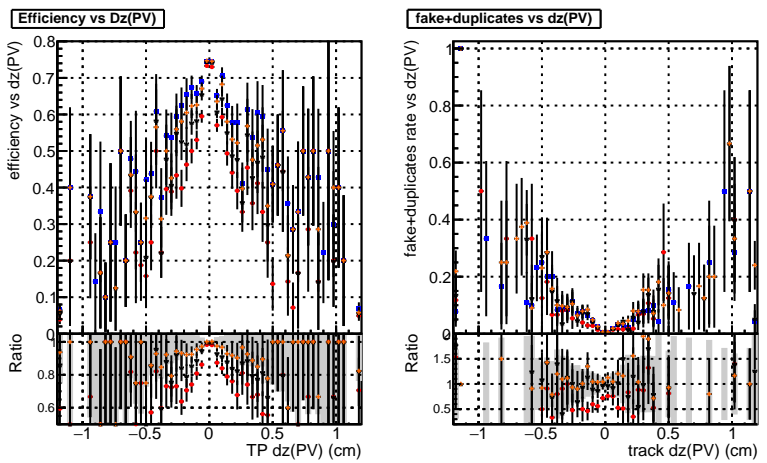 Efficiency vs Dz(PV)
efficiency vs dz(PV)
0.8
0.7
0.6
0.5
0.4
0.3
0.2
0.1
0
Ratio
1
0.8
0.6
−1 −0.5 0 0.5 1
TP dz(PV) (cm)
fake+duplicates vs dz(PV)
fake+duplicates rate vs dz(PV)
1
0.8
0.6
0.4
0.2
Ratio
1.5
1.0
0.5
−1 −0.5 0 0.5 1
track dz(PV) (cm)